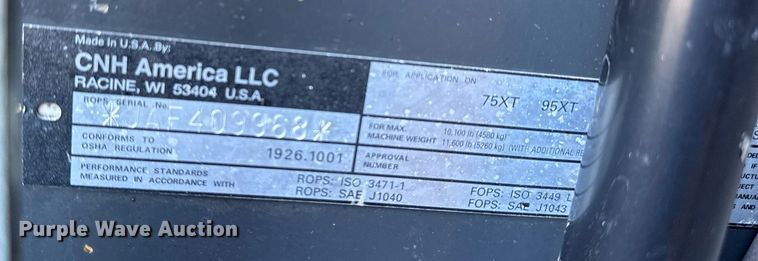 Made in U.S.A. By:
CNH America LLC
RACINE, WI 53404 U.S.A.
ROPS SERIAL No.
*JAF409968*
CONFORMS TO
OSHA REGULATION 1926.1001
PERFORMANCE STANDARDS
MEASURED IN ACCORDANCE WITH
ROPS: ISO 3471-1
ROPS: SAE J1040
FOR APPLICATION ON
75XT 95XT
FOR MAX.
MACHINE WEIGHT
10,100 lb (4580 kg)
11,600 lb (5260 kg) (WITH ADDITIONAL RE
APPROVAL
NUMBER
FOPS: ISO 3449 L
FOPS: SAE J1043
Purple Wave Auction